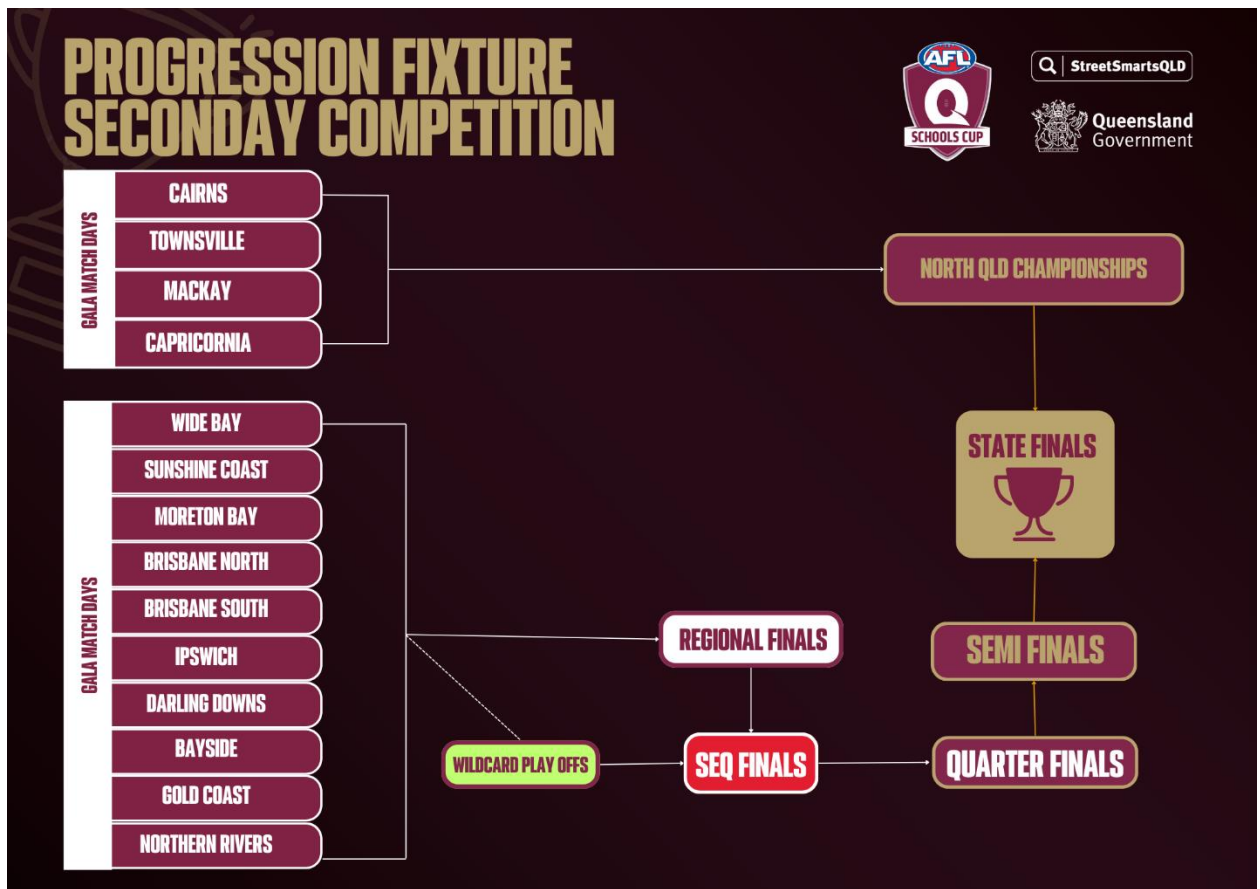 PROGRESSION FIXTURE
SECONDAY COMPETITION
AFL
Q
SCHOOLS CUP
StreetSmartsQLD
Queensland
Government
GALA MATCH DAYS
CAIRNS
TOWNSVILLE
MACKAY
CAPRICORNIA
NORTH QLD CHAMPIONSHIPS
GALA MATCH DAYS
WIDE BAY
SUNSHINE COAST
MORETON BAY
BRISBANE NORTH
BRISBANE SOUTH
IPSWICH
DARLING DOWNS
BAYSIDE
GOLD COAST
NORTHERN RIVERS
STATE FINALS
REGIONAL FINALS
SEMI FINALS
WILDCARD PLAY OFFS
SEQ FINALS
QUARTER FINALS